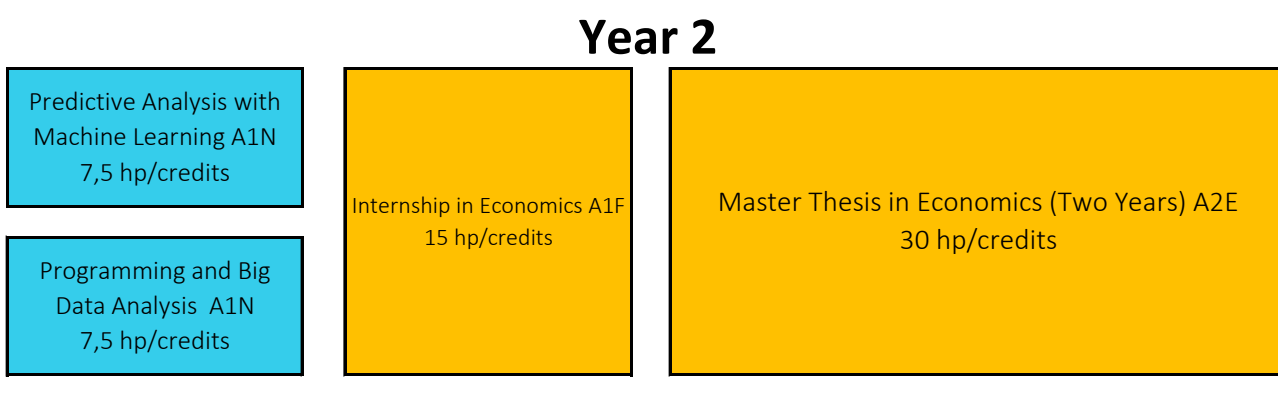 Year 2
Predictive Analysis with
Machine Learning A1N
7,5 hp/credits
Programming and Big
Data Analysis  A1N
7,5 hp/credits
Internship in Economics A1F
15 hp/credits
Master Thesis in Economics (Two Years) A2E
30 hp/credits